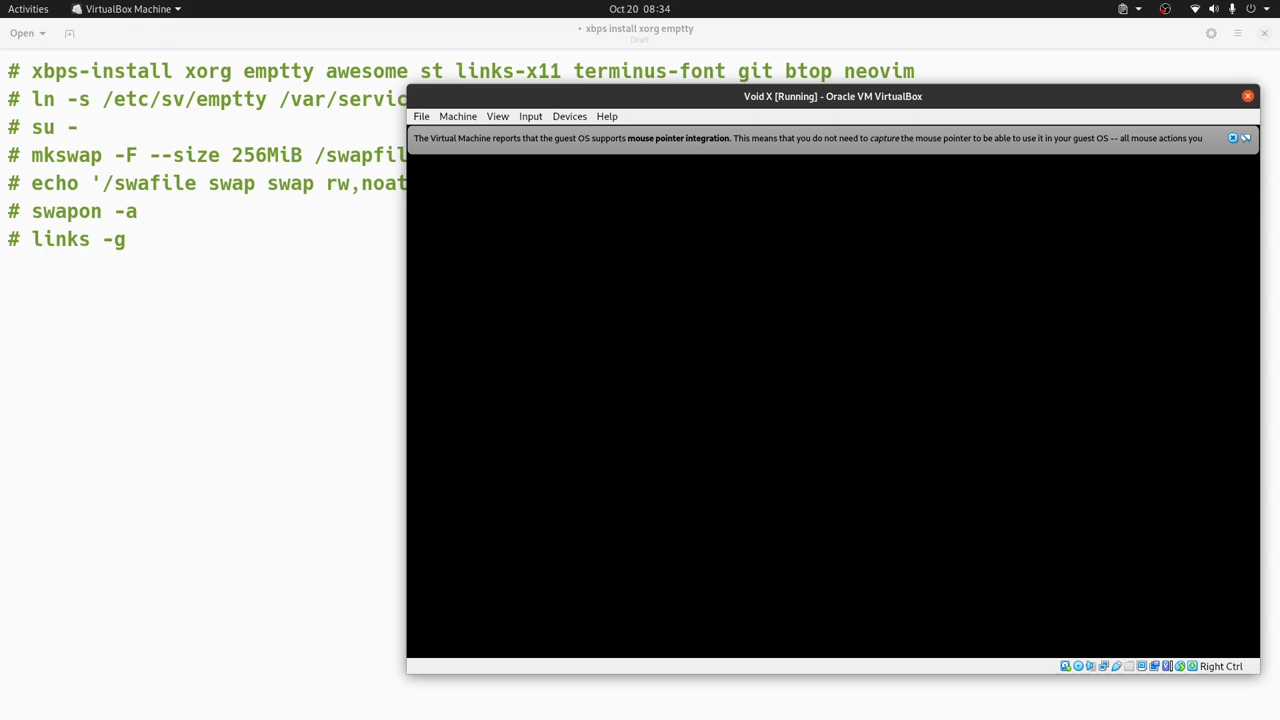 Activities
VirtualBox Machine
Oct 20 08:34
Open
• xbps install xorg emptty
Draft
# xbps-install xorg emptty awesome st links-x11 terminus-font git btop neovim
# ln -s /etc/sv/emptty /var/servic
# su -
# mkswap -F --size 256MiB /swapfil
# echo '/swafile swap swap rw,noat
# swapon -a
# links -g
Void X [Running] - Oracle VM VirtualBox
File Machine View Input Devices Help
The Virtual Machine reports that the guest OS supports mouse pointer integration. This means that you do not need to capture the mouse pointer to be able to use it in your guest OS -- all mouse actions you
Right Ctrl